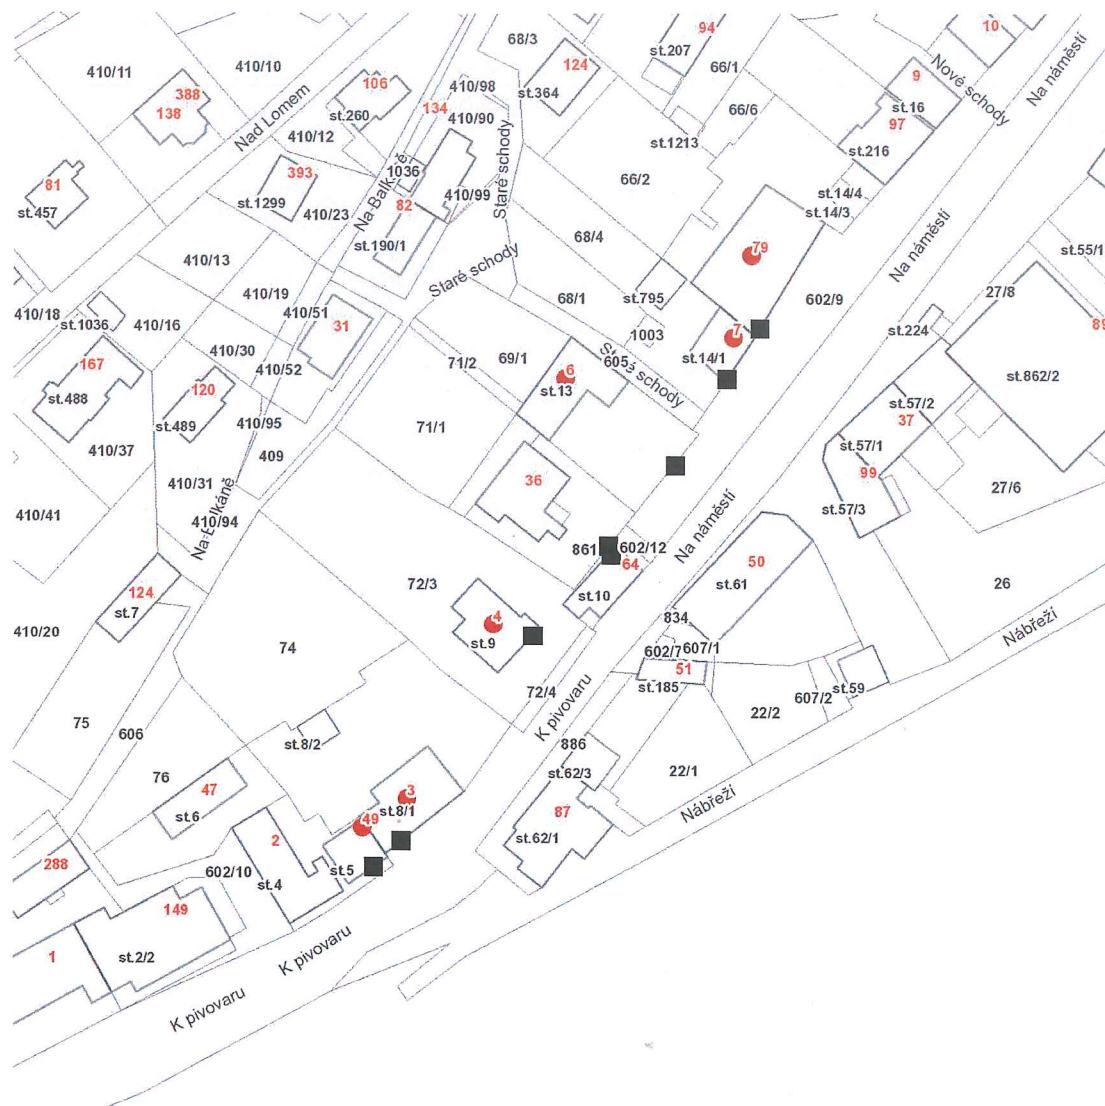 68/3
94
10
st.207
410/11
410/10
124
66/1
Na náměstí
9
Nové schody
388
106
410/98
st.364
138
134
st.16
st.260
410/90
66/6
97
Nad Lomem
410/12
Staré schody
st.1213
st.216
1036
393
81
66/2
st.14/4
st.457
st.1299
410/23
Na Balkáně
82
410/99
st.14/3
68/4
79
Na náměstí
st.190/1
Staré schody
st.55/1
410/13
410/19
st.795
68/1
602/9
27/8
410/18
st.1036
410/16
410/51
31
1003
7
st.224
89
410/30
71/2
69/1
Staré schody
605
st.14/1
167
410/52
6
st.862/2
st.488
120
st.13
st.57/2
st.489
410/95
71/1
37
410/37
409
st.57/1
99
410/31
36
27/6
410/41
Na Balkáně
410/94
Na náměstí
st.57/3
861
602/12
64
50
72/3
26
124
st.7
st.10
st.61
410/20
4
834
Nábřeží
74
st.9
602/7
607/1
51
st.185
st.59
72/4
K pivovaru
607/2
75
606
22/2
st.8/2
886
76
st.62/3
22/1
47
3
Nábřeží
st.6
st.8/1
87
49
2
st.62/1
288
602/10
st.4
st.5
149
1
st.2/2
K pivovaru
K pivovaru